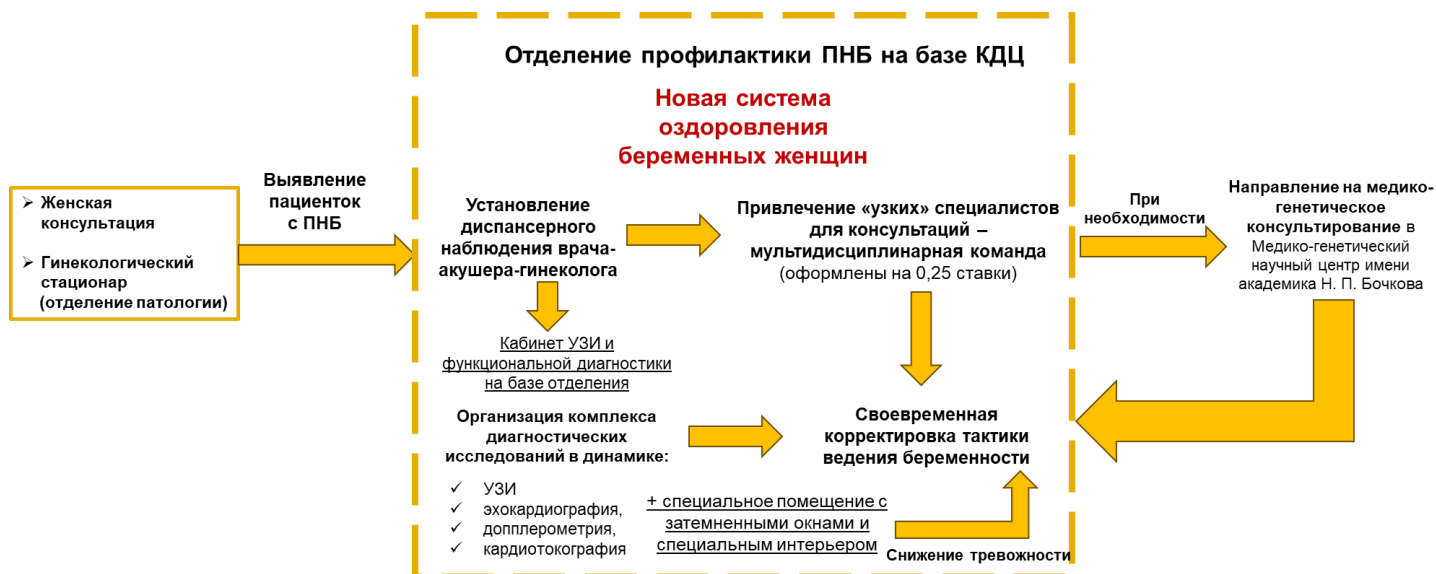 Отделение профилактики ПНБ на базе КДЦ
Новая система
оздоровления
беременных женщин
➢ Женская
консультация
➢ Гинекологический
стационар
(отделение патологии)
Выявление
пациенток
с ПНБ
Установление
диспансерного
наблюдения врача-
акушера-гинеколога
Привлечение «узких» специалистов
для консультаций –
мультидисциплинарная команда
(оформлены на 0,25 ставки)
При
необходимости
Направление на медико-
генетическое
консультирование в
Медико-генетический
научный центр имени
академика Н. П. Бочкова
Кабинет УЗИ и
функциональной диагностики
на базе отделения
Организация комплекса
диагностических
исследований в динамике:
✓ УЗИ
✓ эхокардиография,
✓ допплерометрия,
✓ кардиотокография
Своевременная
корректировка тактики
ведения беременности
+ специальное помещение с
затемненными окнами и
специальным интерьером
Снижение тревожности